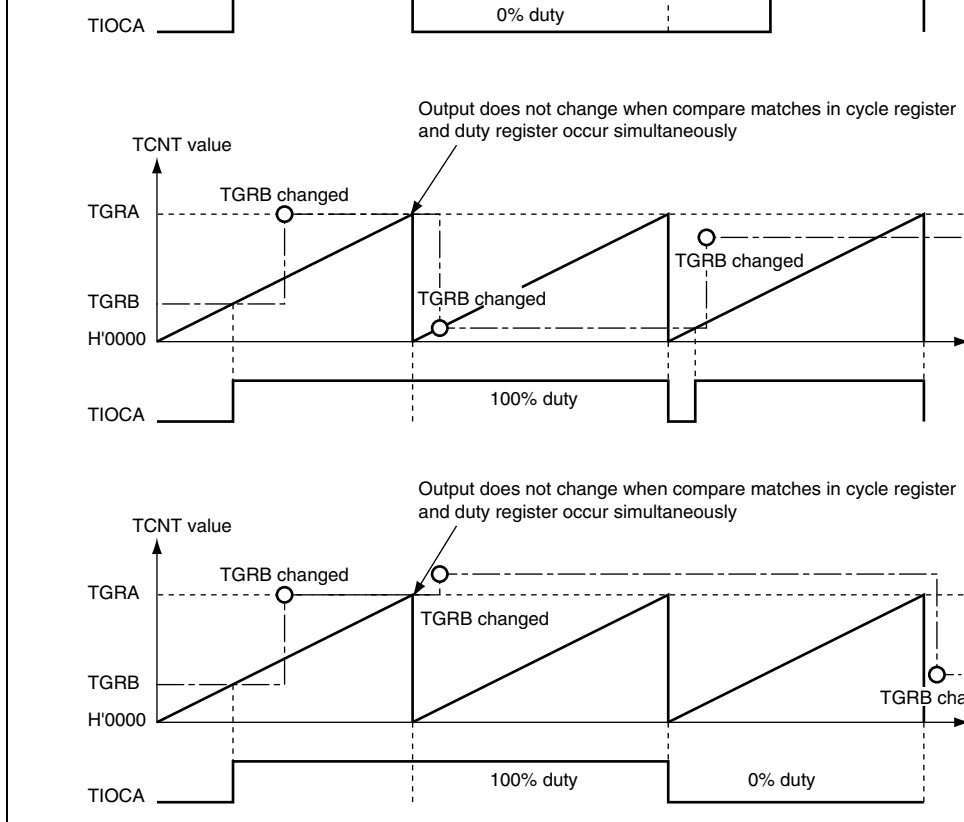 0% duty
TIOCA
Output does not change when compare matches in cycle register
and duty register occur simultaneously
TCNT value
TGRB changed
TGRA
TGRB changed
TGRB changed
TGRB
H'0000
100% duty
TIOCA
Output does not change when compare matches in cycle register
and duty register occur simultaneously
TCNT value
TGRB changed
TGRA
TGRB changed
TGRB
TGRB cha
H'0000
100% duty
0% duty
TIOCA